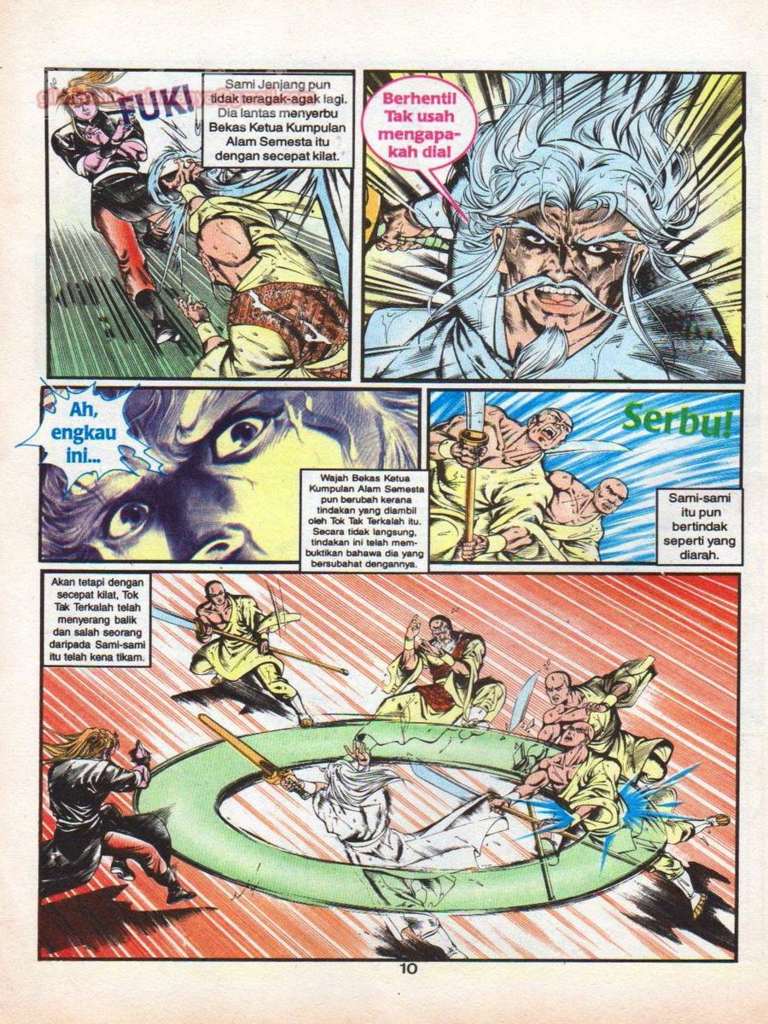 FUKI
Sami Jenjang pun
tidak teragak-agak lagi.
Dia lantas menyerbu
Bekas Ketua Kumpulan
Alam Semesta itu
dengan secepat kilat.
Berhenti!
Tak usah
mengapa-
kah dia!
Ah,
engkau
ini...
Wajah Bekas Ketua
Kumpulan Alam Semesta
pun berubah kerana
tindakan yang diambil
oleh Tok Tak Terkalah itu.
Secara tidak langsung,
tindakan ini telah mem-
buktikan bahawa dia yang
bersubahat dengannya.
Serbu!
Sami-sami
itu pun
bertindak
seperti yang
diarah.
Akan tetapi dengan
secepat kilat, Tok
Tak Terkalah telah
menyerang balik
dan salah seorang
daripada Sami-sami
itu telah kena tikam.
10